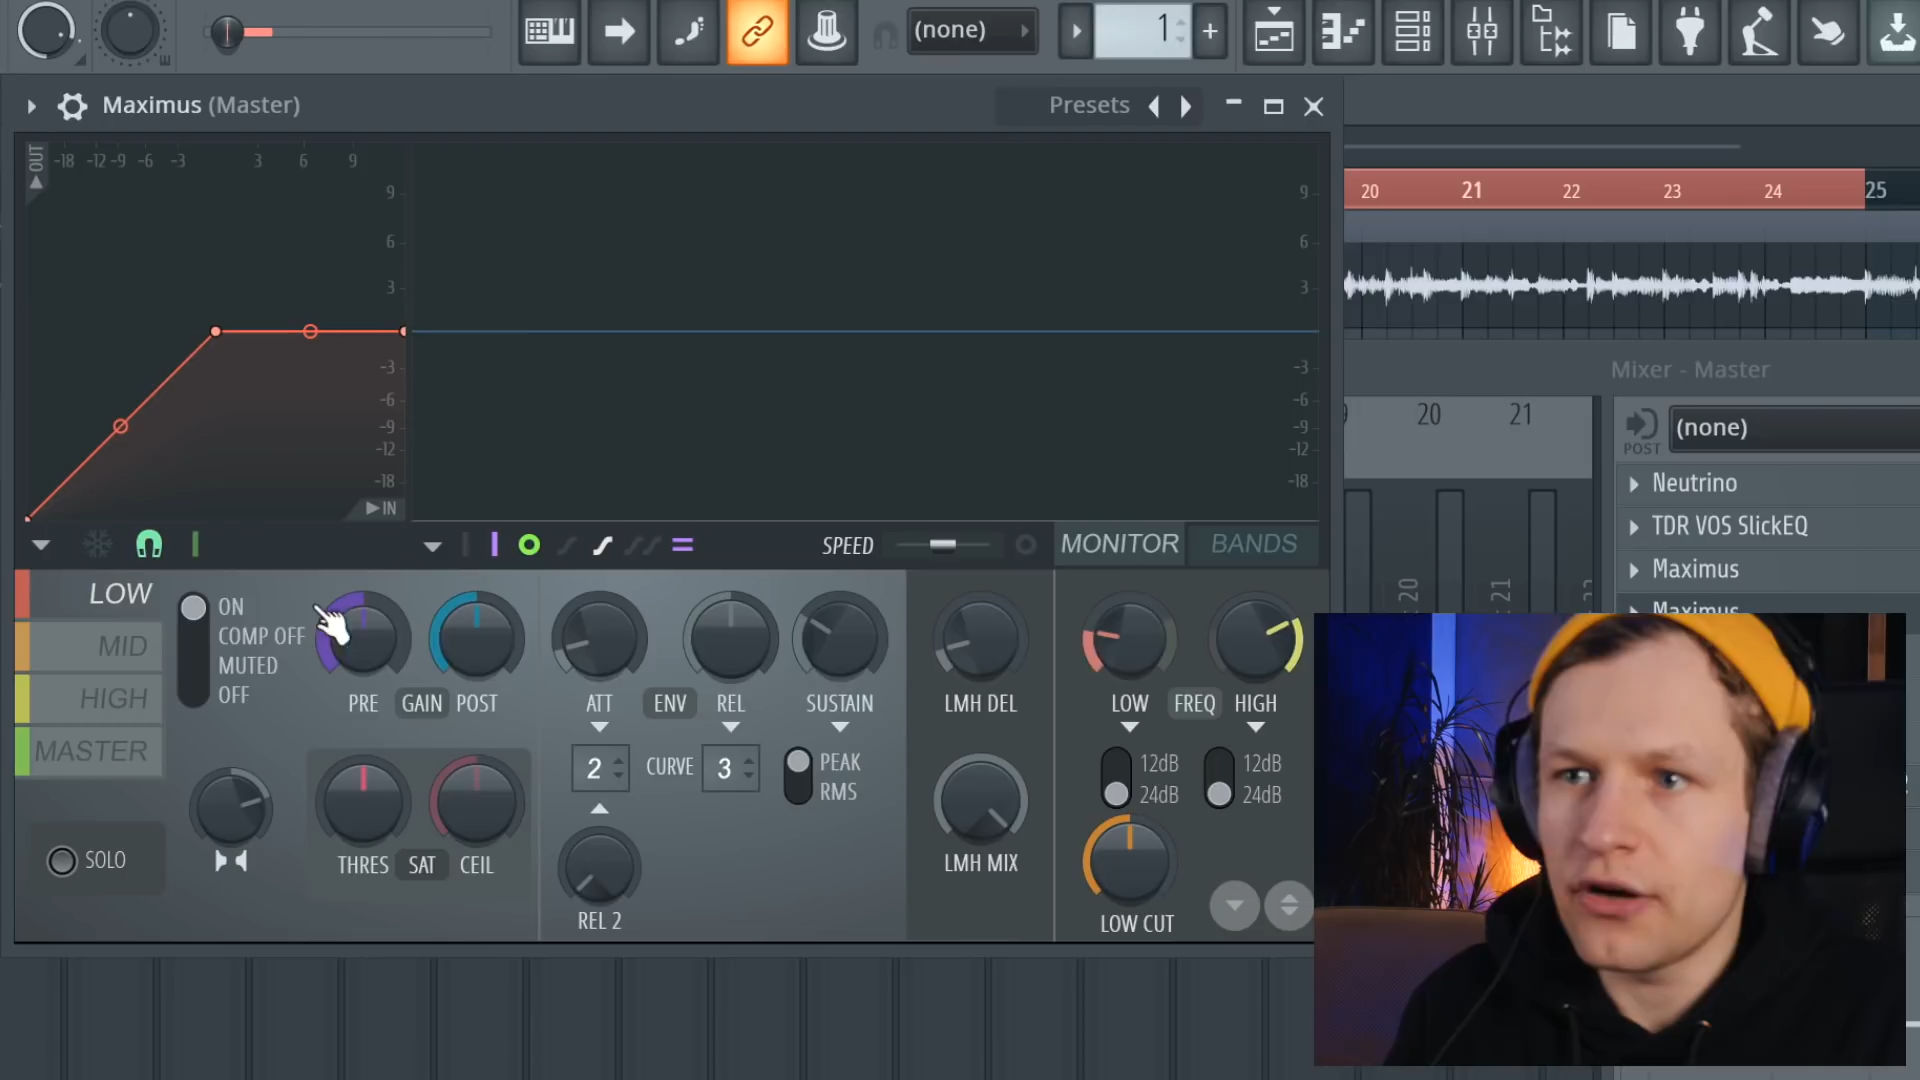 (none)
1
Maximus (Master)
Presets
OUT
-18 -12 -9 -6 -3 3 6 9
9
6
3
-3
-6
-9
-12
-18
IN
9
6
3
-3
-6
-9
-12
-18
20 21 22 23 24 25
Mixer - Master
20 21
POST
(none)
Neutrino
TDR VOS SlickEQ
Maximus
Maximus
20
21
SPEED
MONITOR
BANDS
LOW
MID
HIGH
MASTER
SOLO
ON
COMP OFF
MUTED
OFF
PRE GAIN POST
THRES SAT CEIL
ATT ENV REL
SUSTAIN
2 CURVE 3
PEAK
RMS
REL 2
LMH DEL
LMH MIX
LOW FREQ HIGH
12dB
24dB
12dB
24dB
LOW CUT